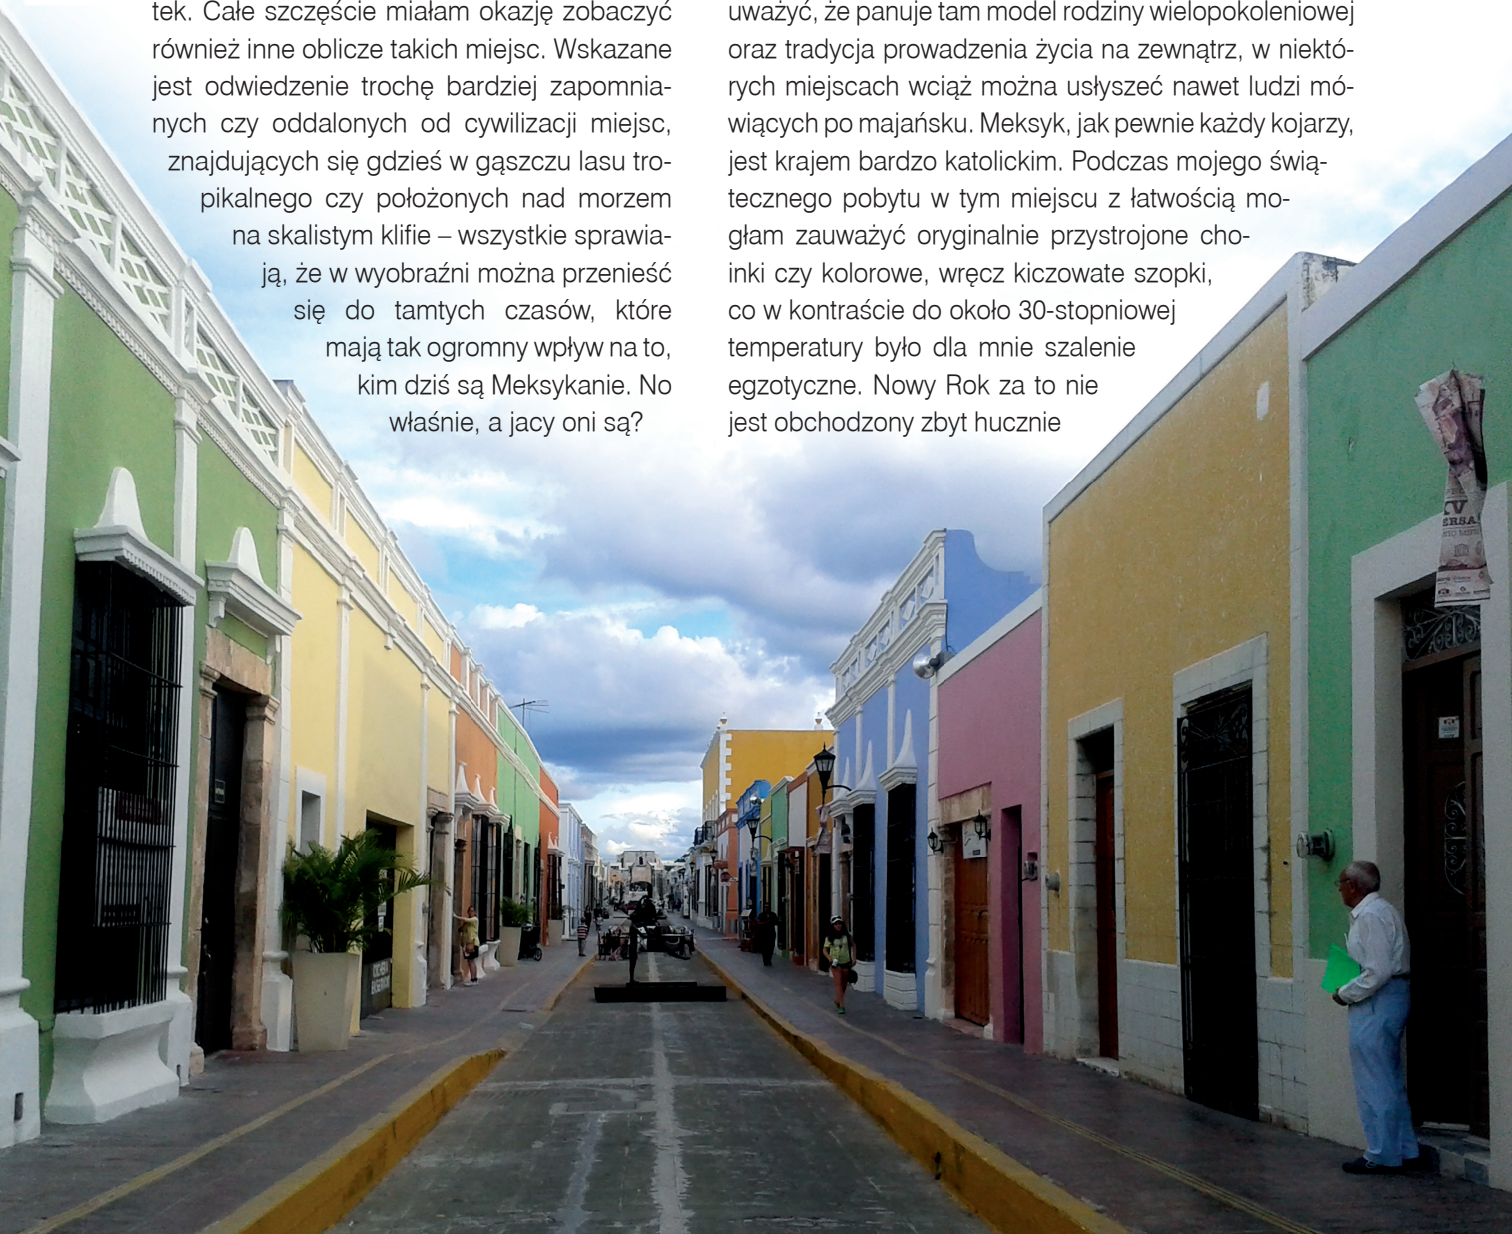 tek. Całe szczęście miałam okazję zobaczyć
również inne oblicze takich miejsc. Wskazane
jest odwiedzenie trochę bardziej zapomnia-
nych czy oddalonych od cywilizacji miejsc,
znajdujących się gdzieś w gąszczu lasu tro-
pikalnego czy położonych nad morzem
na skalistym klifie – wszystkie sprawia-
ją, że w wyobraźni można przenieść
się do tamtych czasów, które
mają tak ogromny wpływ na to,
kim dziś są Meksykanie. No
właśnie, a jacy oni są?
uważyć, że panuje tam model rodziny wielopokoleniowej
oraz tradycja prowadzenia życia na zewnątrz, w niektó-
rych miejscach wciąż można usłyszeć nawet ludzi mó-
wiących po majańsku. Meksyk, jak pewnie każdy kojarzy,
jest krajem bardzo katolickim. Podczas mojego świą-
tecznego pobytu w tym miejscu z łatwością mo-
głam zauważyć oryginalnie przystrojone cho-
inki czy kolorowe, wręcz kiczowate szopki,
co w kontraście do około 30-stopniowej
temperatury było dla mnie szalenie
egzotyczne. Nowy Rok za to nie
jest obchodzony zbyt hucznie